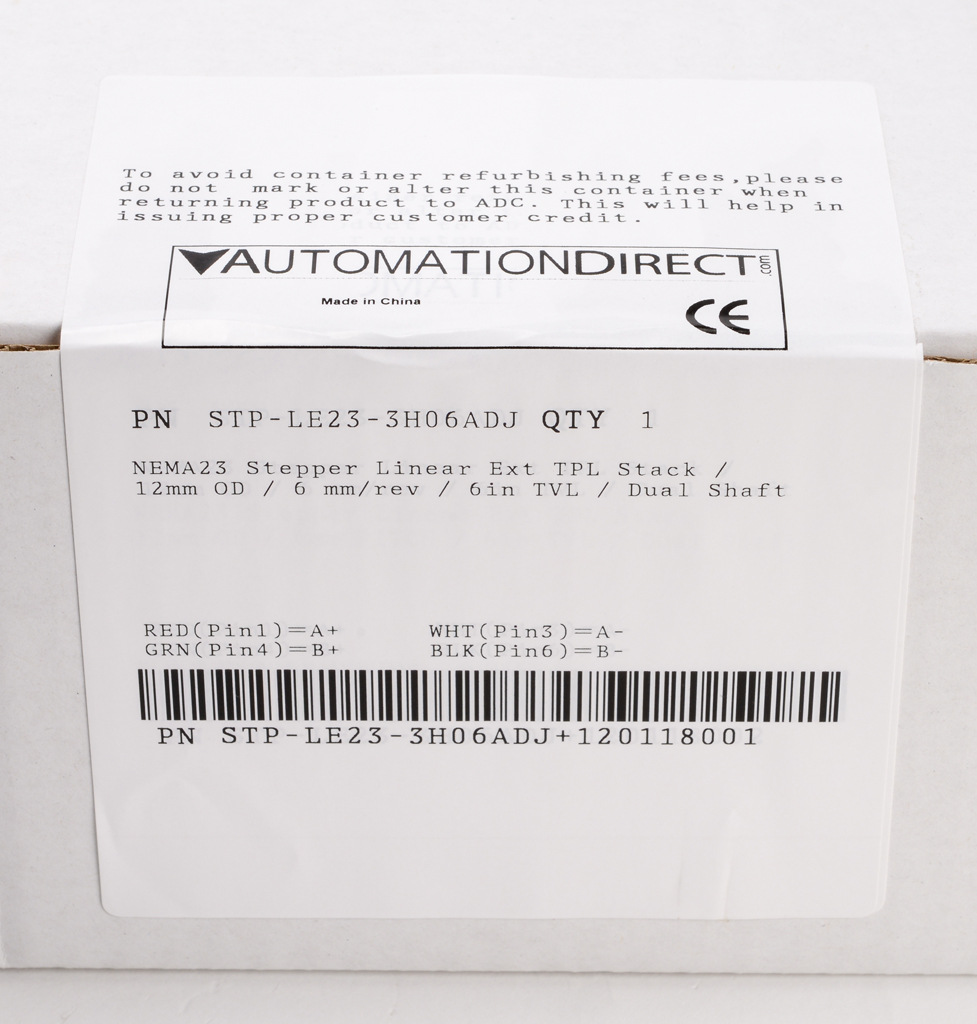 To avoid container refurbishing fees,please
do not mark or alter this container when
returning product to ADC. This will help in
issuing proper customer credit.
AUTOMATIONDIRECT.com
Made in China
CE
PN STP-LE23-3H06ADJ QTY 1
NEMA23 Stepper Linear Ext TPL Stack /
12mm OD / 6 mm/rev / 6in TVL / Dual Shaft
RED(Pin1)=A+ WHT(Pin3)=A-
GRN(Pin4)=B+ BLK(Pin6)=B-
PN STP-LE23-3H06ADJ+120118001